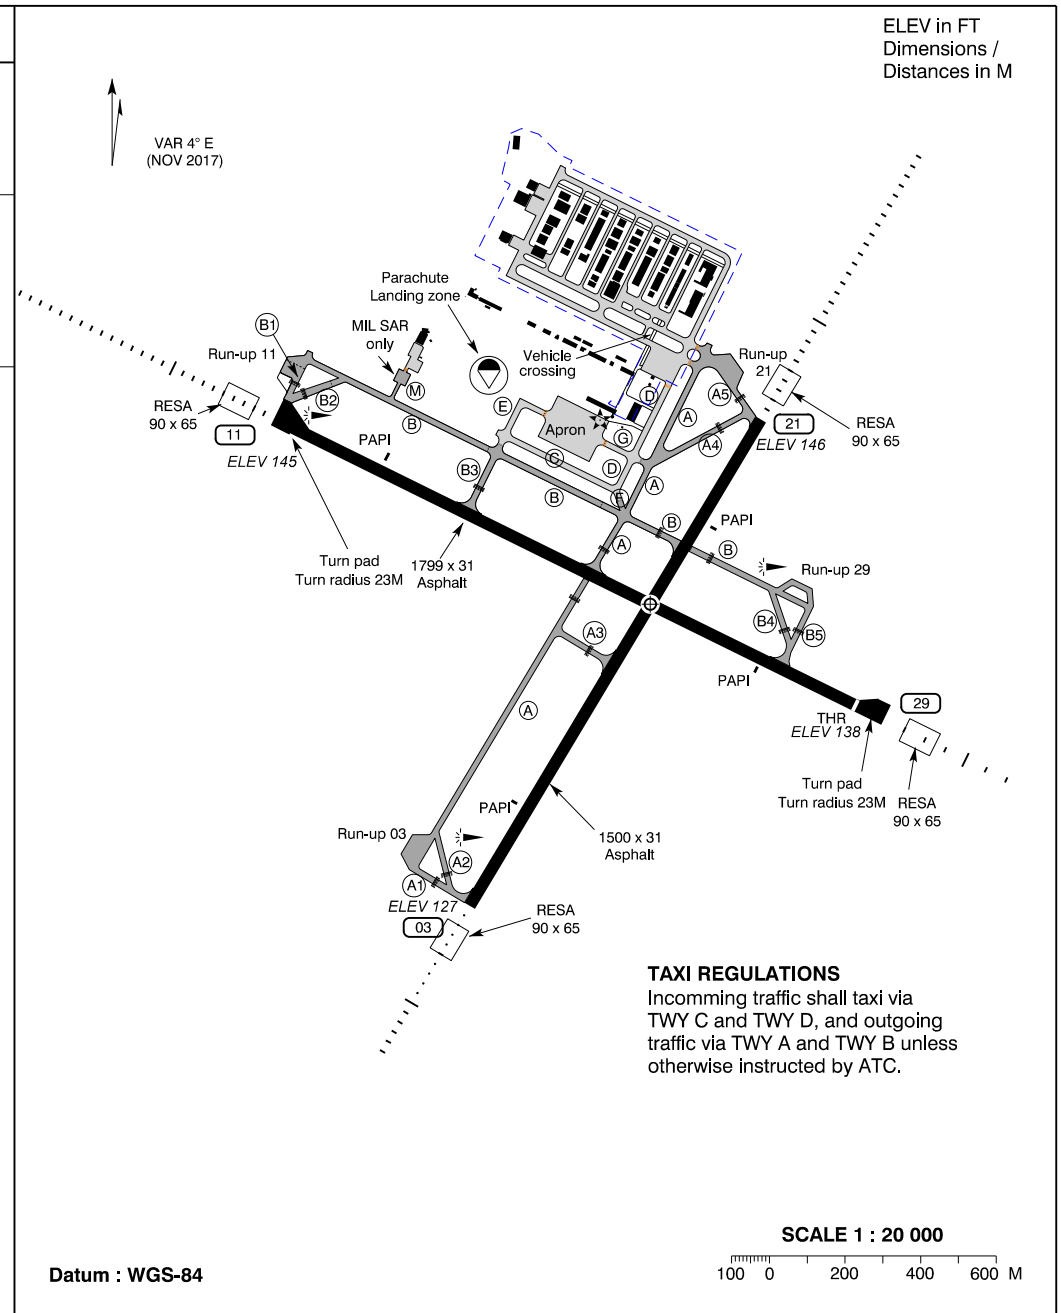 ELEV in FT
Dimensions /
Distances in M
VAR 4° E
(NOV 2017)
Parachute
Landing zone
B1
MIL SAR
only
Run-up 11
Vehicle
crossing
Run-up
21
RESA
90 x 65
B2
M
D
A5
E
A
21
RESA
90 x 65
11
B
Apron
G
A4
ELEV 146
PAPI
ELEV 145
B3
C
D
A
B
F
PAPI
B
A
B
Turn pad
Turn radius 23M
1799 x 31
Asphalt
Run-up 29
B4
B5
A3
PAPI
A
29
THR
ELEV 138
Turn pad
Turn radius 23M
RESA
90 x 65
PAPI
Run-up 03
1500 x 31
Asphalt
A2
A1
ELEV 127
03
RESA
90 x 65
TAXI REGULATIONS
Incomming traffic shall taxi via
TWY C and TWY D, and outgoing
traffic via TWY A and TWY B unless
otherwise instructed by ATC.
SCALE 1 : 20 000
100 0 200 400 600 M
Datum : WGS-84